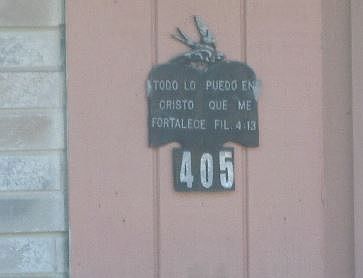 TODO LO PUEDO EN
CRISTO QUE ME
FORTALECE FIL. 4:13
405